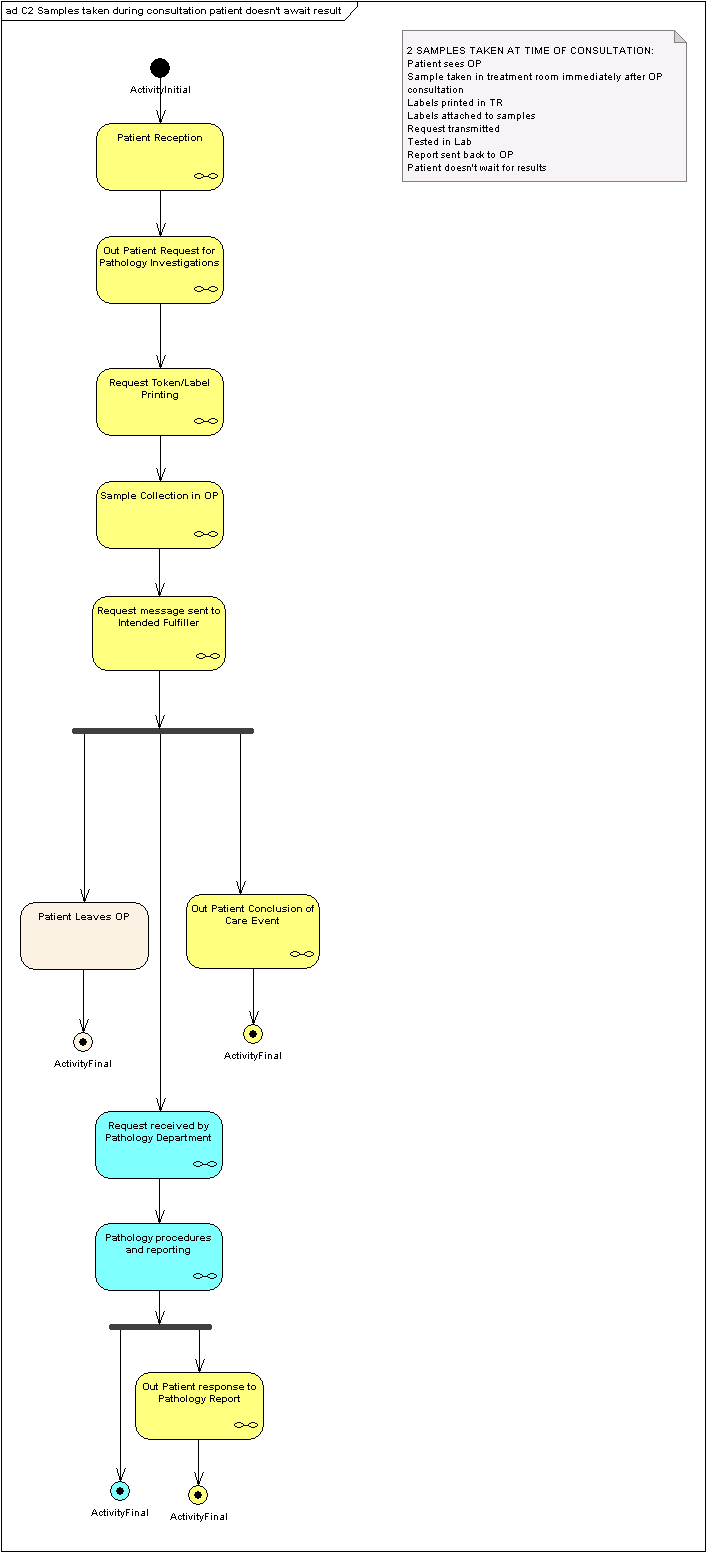 ad C2 Samples taken during consultation patient doesn't await result
2 SAMPLES TAKEN AT TIME OF CONSULTATION:
Patient sees OP
Sample taken in treatment room immediately after OP
consultation
Labels printed in TR
Labels attached to samples
Request transmitted
Tested in Lab
Report sent back to OP
Patient doesn't wait for results
ActivityInitial
Patient Reception
Out Patient Request for
Pathology Investigations
Request Token/Label
Printing
Sample Collection in OP
Request message sent to
Intended Fulfiller
Patient Leaves OP
Out Patient Conclusion of
Care Event
ActivityFinal
ActivityFinal
Request received by
Pathology Department
Pathology procedures
and reporting
Out Patient response to
Pathology Report
ActivityFinal
ActivityFinal